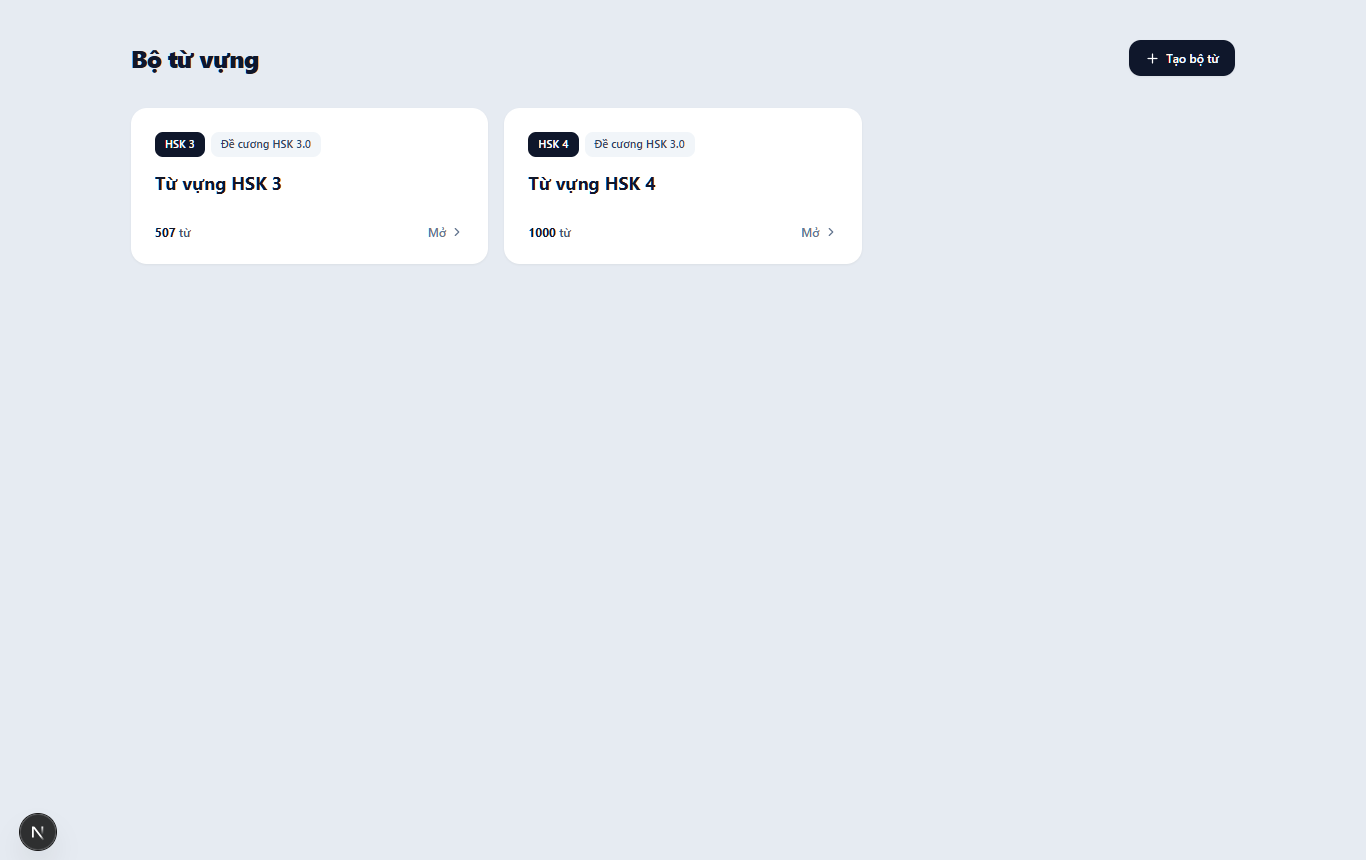 Bộ từ vựng
Tạo bộ từ
HSK 3 Đề cương HSK 3.0
Từ vựng HSK 3
507 từ Mở
HSK 4 Đề cương HSK 3.0
Từ vựng HSK 4
1000 từ Mở
N